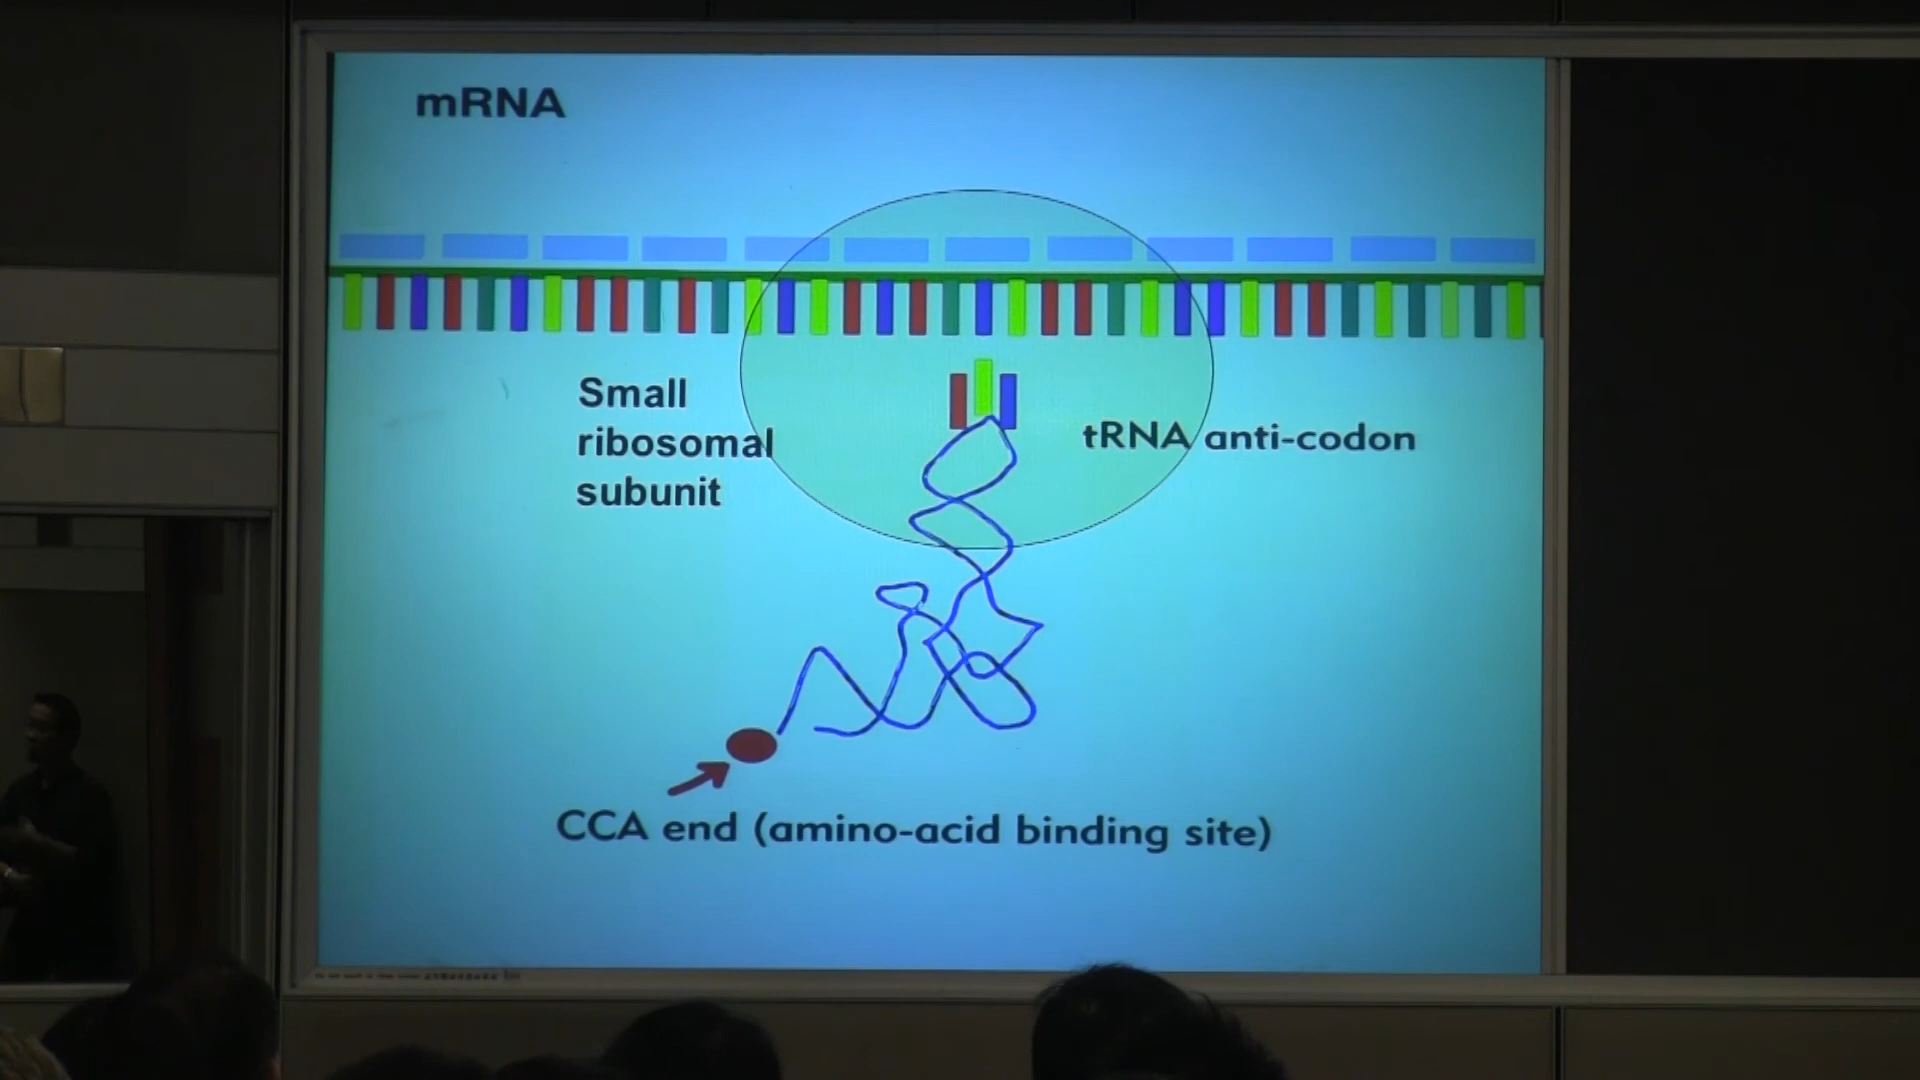 mRNA
Small
ribosomal
subunit
tRNA anti-codon
CCA end (amino-acid binding site)